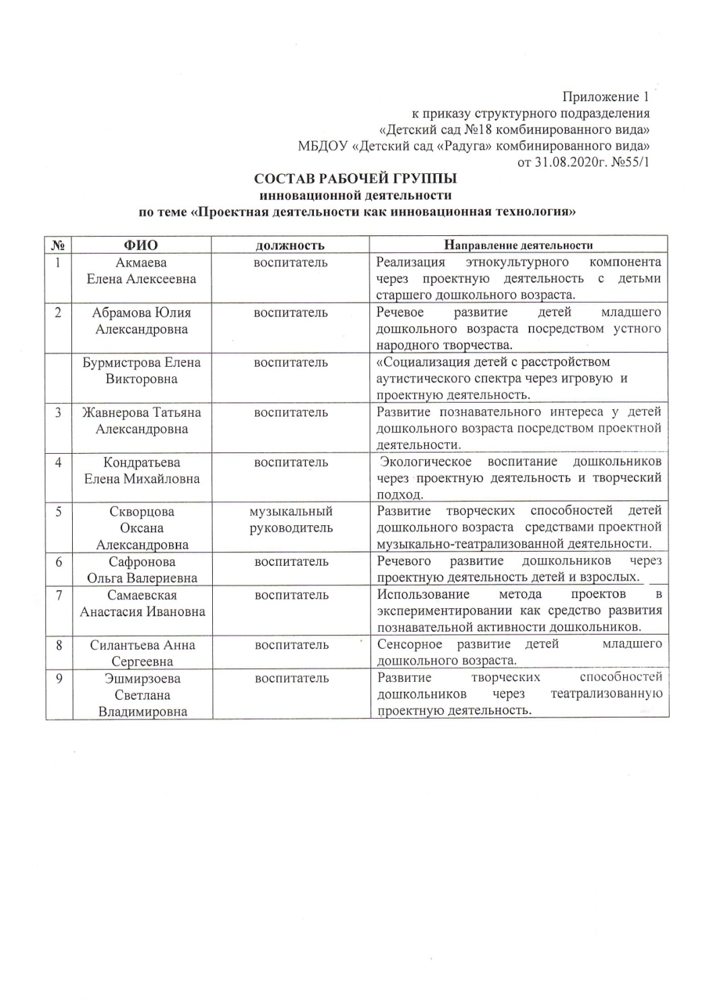 Приложение 1
к приказу структурного подразделения
«Детский сад №18 комбинированного вида»
МБДОУ «Детский сад «Радуга» комбинированного вида»
от 31.08.2020г. №55/1
СОСТАВ РАБОЧЕЙ ГРУППЫ
инновационной деятельности
по теме «Проектная деятельности как инновационная технология»
№ ФИО должность Направление деятельности
1 Акмаева воспитатель Реализация этнокультурного компонента
Елена Алексеевна через проектную деятельность с детьми
старшего дошкольного возраста.
2 Абрамова Юлия воспитатель Речевое развитие детей младшего
Александровна дошкольного возраста посредством устного
народного творчества.
Бурмистрова Елена воспитатель «Социализация детей с расстройством
Викторовна аутистического спектра через игровую и
проектную деятельность.
3 Жавнерова Татьяна воспитатель Развитие познавательного интереса у детей
Александровна дошкольного возраста посредством проектной
деятельности.
4 Кондратьева воспитатель Экологическое воспитание дошкольников
Елена Михайловна через проектную деятельность и творческий
подход.
5 Скворцова музыкальный Развитие творческих способностей детей
Оксана руководитель дошкольного возраста средствами проектной
Александровна музыкально-театрализованной деятельности.
6 Сафронова воспитатель Речевого развитие дошкольников через
Ольга Валериевна проектную деятельность детей и взрослых.
7 Самаевская воспитатель Использование метода проектов в
Анастасия Ивановна экспериментировании как средство развития
познавательной активности дошкольников.
8 Силантьева Анна воспитатель Сенсорное развитие детей младшего
Сергеевна дошкольного возраста.
9 Эшмирзоева воспитатель Развитие творческих способностей
Светлана дошкольников через театрализованную
Владимировна проектную деятельность.